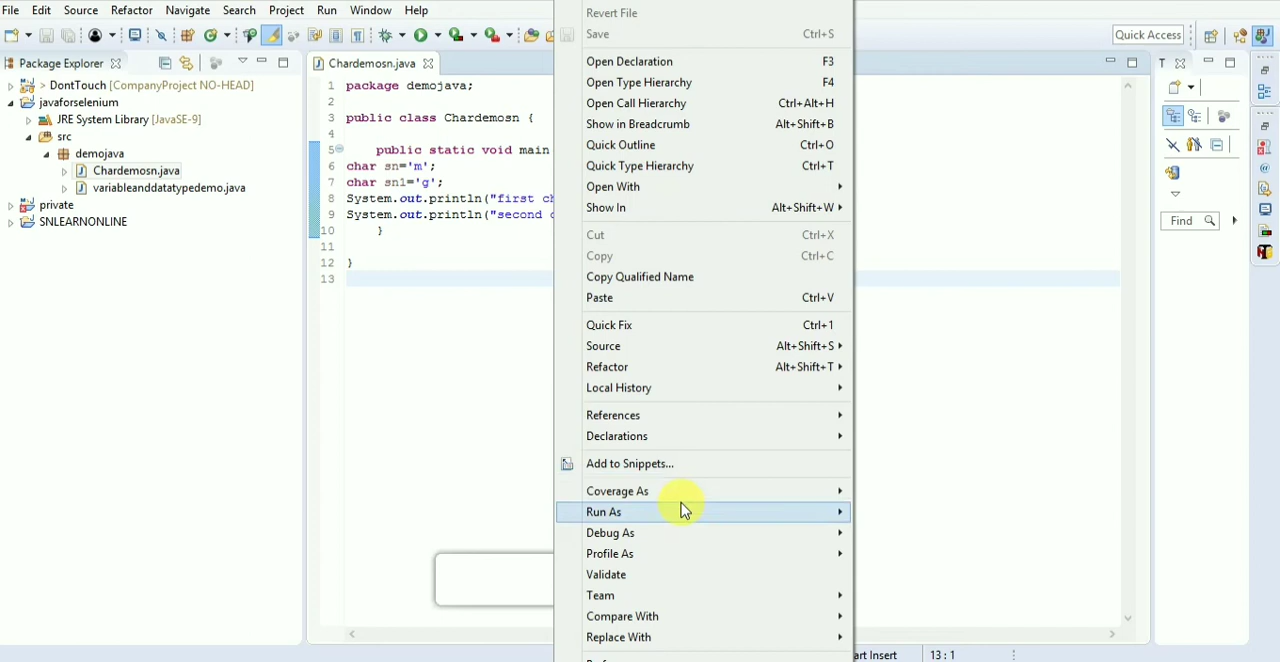 File Edit Source Refactor Navigate Search Project Run Window Help
Quick Access
Package Explorer
> DontTouch [CompanyProject NO-HEAD]
javaforselenium
JRE System Library [JavaSE-9]
src
demojava
Chardemosn.java
variableanddatatypedemo.java
private
SNLEARNONLINE
Chardemosn.java
1 package demojava;
2
3 public class Chardemosn {
4
5 public static void main
6 char sn='m';
7 char sn1='g';
8 System.out.println("first ch
9 System.out.println("second
10 }
11
12 }
13
Revert File
Save Ctrl+S
Open Declaration F3
Open Type Hierarchy F4
Open Call Hierarchy Ctrl+Alt+H
Show in Breadcrumb Alt+Shift+B
Quick Outline Ctrl+O
Quick Type Hierarchy Ctrl+T
Open With
Show In Alt+Shift+W
Cut Ctrl+X
Copy Ctrl+C
Copy Qualified Name
Paste Ctrl+V
Quick Fix Ctrl+1
Source Alt+Shift+S
Refactor Alt+Shift+T
Local History
References
Declarations
Add to Snippets...
Coverage As
Run As
Debug As
Profile As
Validate
Team
Compare With
Replace With
T
Find
art Insert 13 : 1